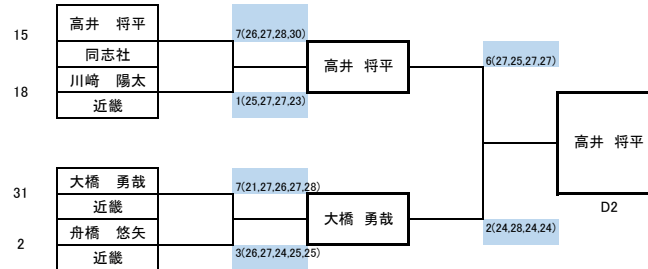 15
高井 将平
同志社
7(26,27,28,30)
高井 将平
18
川﨑 陽太
近畿
1(25,27,27,23)
6(27,25,27,27)
高井 将平
D2
31
大橋 勇哉
近畿
7(21,27,26,27,28)
大橋 勇哉
2
舟橋 悠矢
近畿
3(26,27,24,25,25)
2(24,28,24,24)